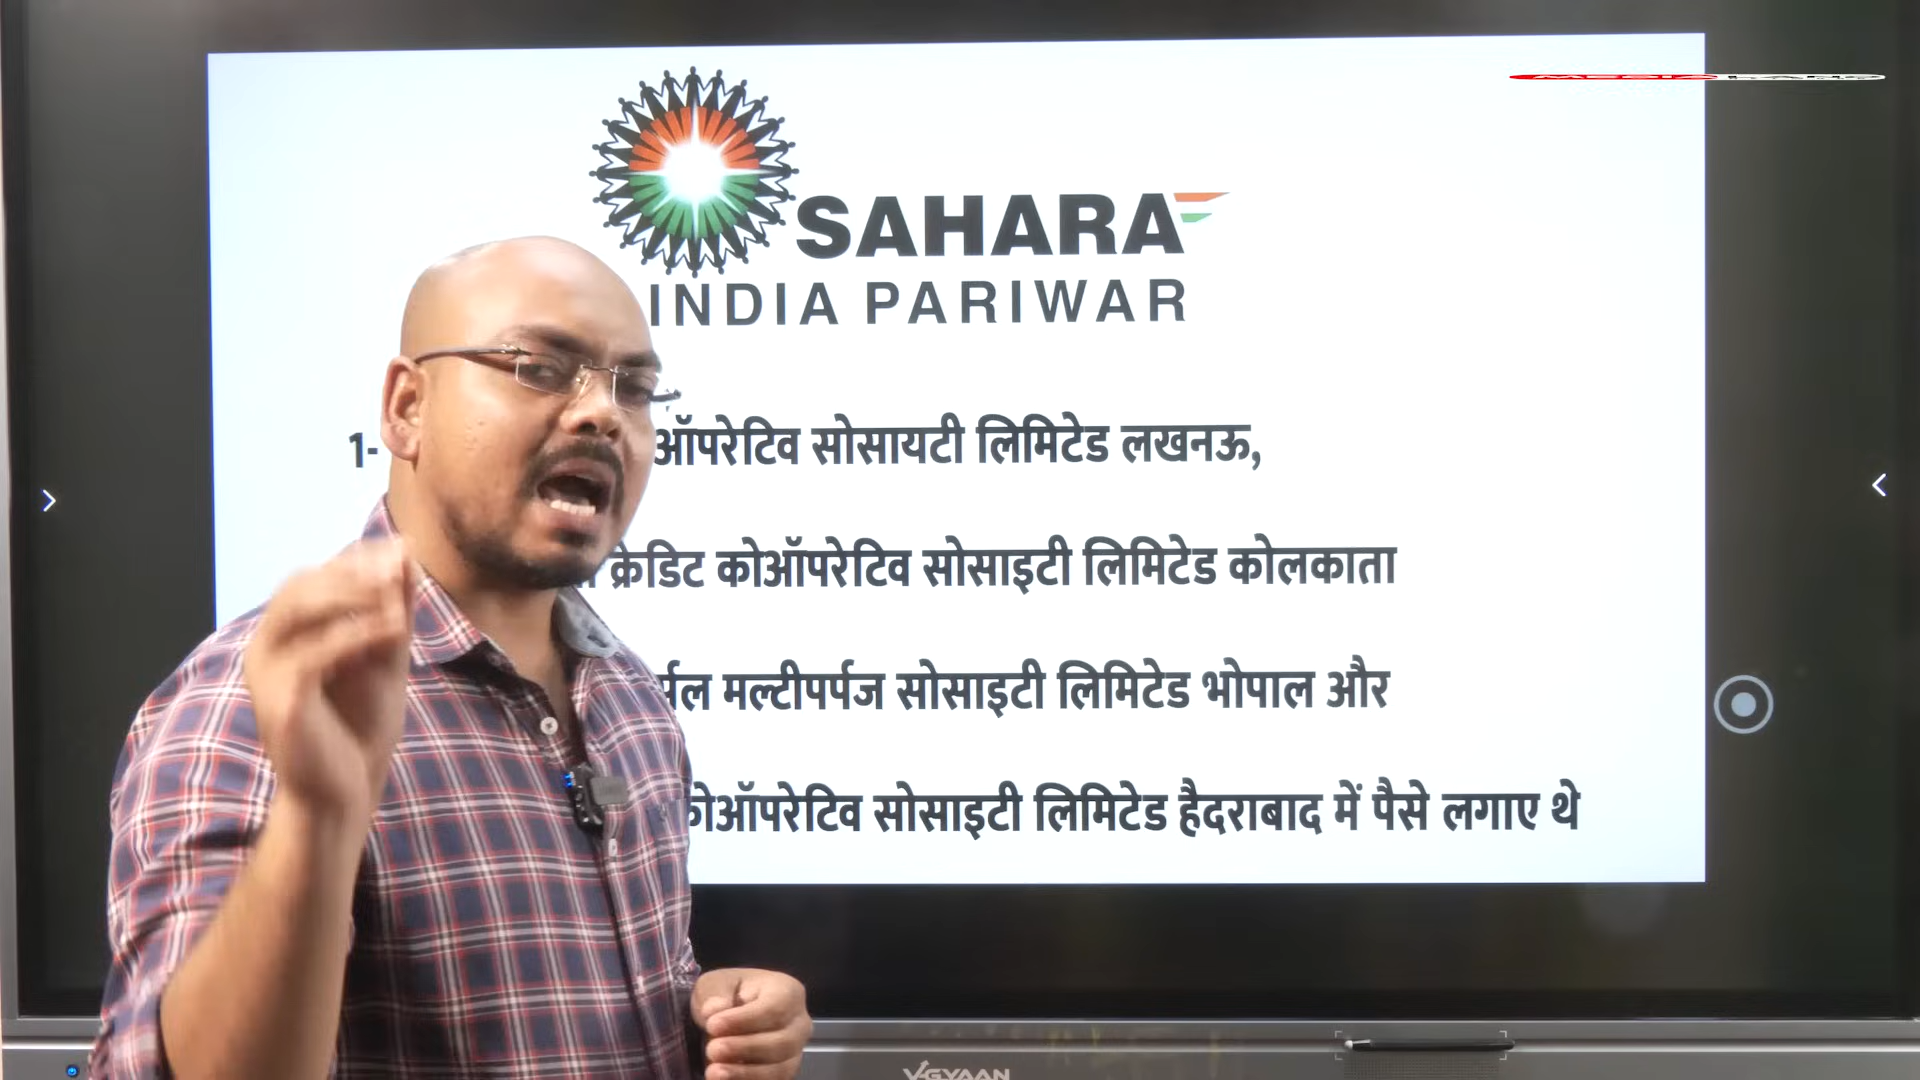 SAHARA
INDIA PARIWAR
1- ऑपरेटिव सोसायटी लिमिटेड लखनऊ,
क्रेडिट कोऑपरेटिव सोसाइटी लिमिटेड कोलकाता
मल्टीपर्पज सोसाइटी लिमिटेड भोपाल और
कोऑपरेटिव सोसाइटी लिमिटेड हैदराबाद में पैसे लगाए थे
V-GYAAN